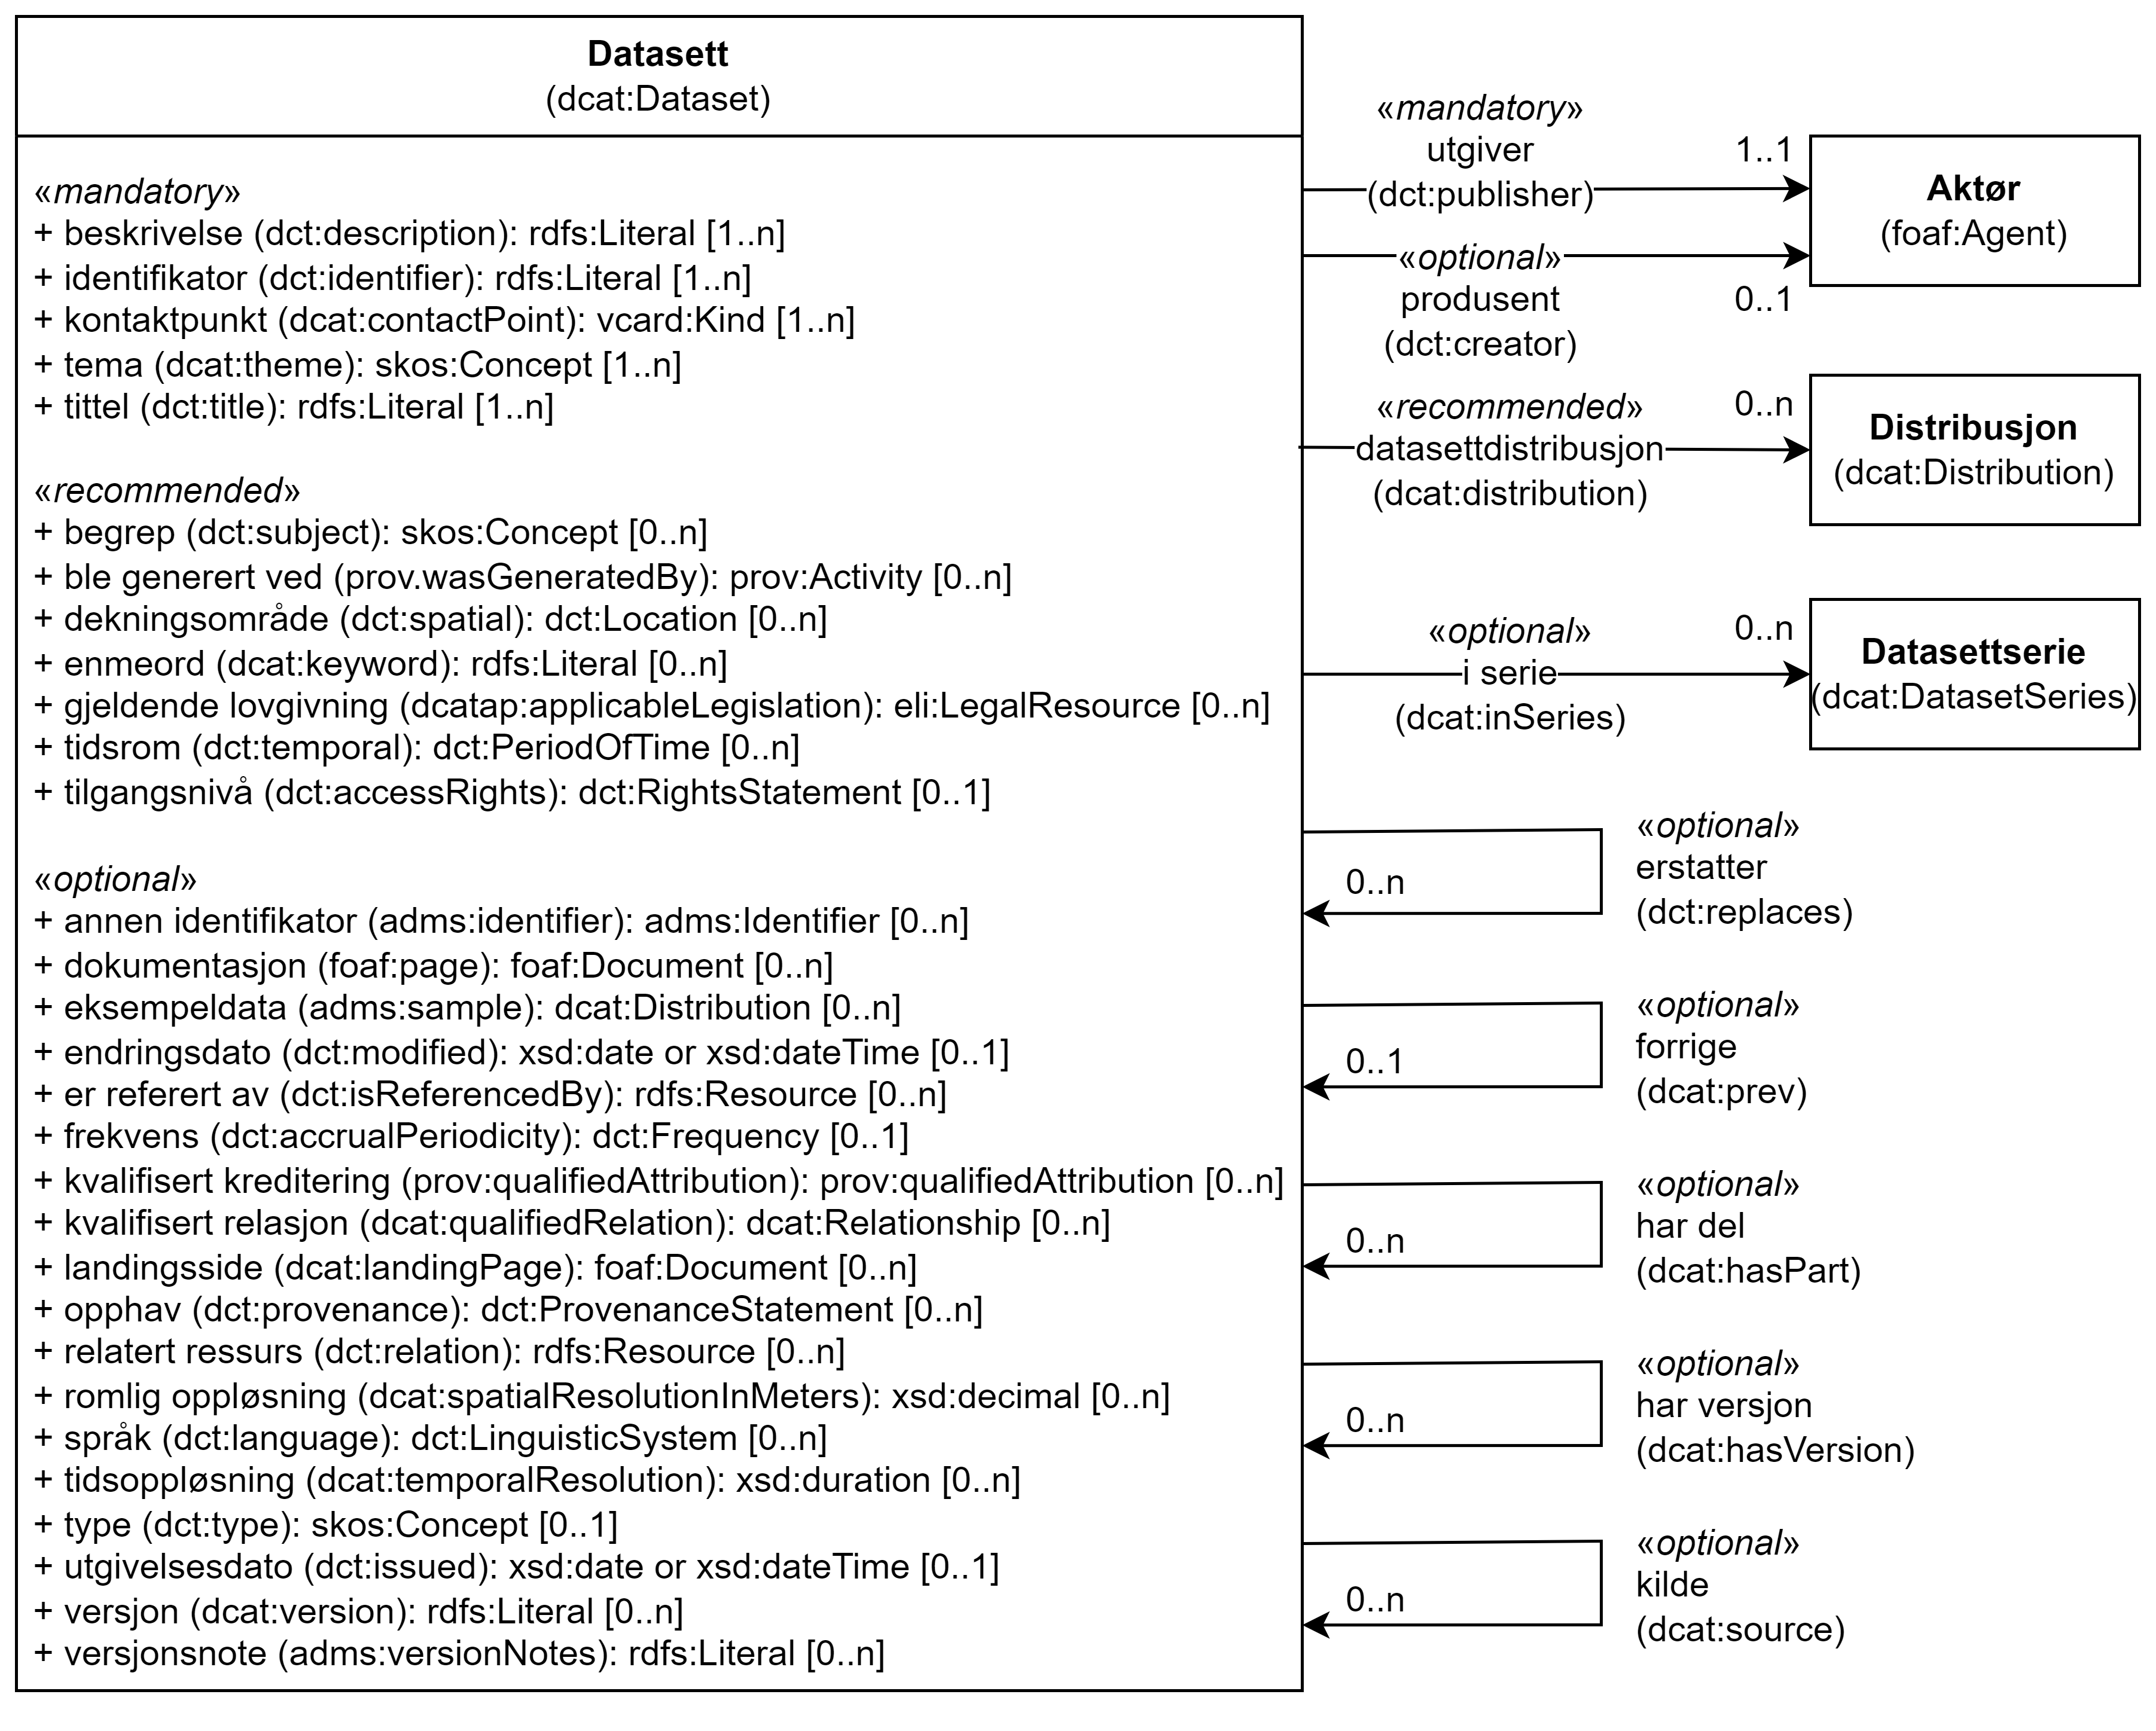 Datasett
(dcat:Dataset)
«mandatory»
+ beskrivelse (dct:description): rdfs:Literal [1..n]
+ identifikator (dct:identifier): rdfs:Literal [1..n]
+ kontaktpunkt (dcat:contactPoint): vcard:Kind [1..n]
+ tema (dcat:theme): skos:Concept [1..n]
+ tittel (dct:title): rdfs:Literal [1..n]
«recommended»
+ begrep (dct:subject): skos:Concept [0..n]
+ ble generert ved (prov.wasGeneratedBy): prov:Activity [0..n]
+ dekningsområde (dct:spatial): dct:Location [0..n]
+ enmeord (dcat:keyword): rdfs:Literal [0..n]
+ gjeldende lovgivning (dcatap:applicableLegislation): eli:LegalResource [0..n]
+ tidsrom (dct:temporal): dct:PeriodOfTime [0..n]
+ tilgangsnivå (dct:accessRights): dct:RightsStatement [0..1]
«optional»
+ annen identifikator (adms:identifier): adms:Identifier [0..n]
+ dokumentasjon (foaf:page): foaf:Document [0..n]
+ eksempeldata (adms:sample): dcat:Distribution [0..n]
+ endringsdato (dct:modified): xsd:date or xsd:dateTime [0..1]
+ er referert av (dct:isReferencedBy): rdfs:Resource [0..n]
+ frekvens (dct:accrualPeriodicity): dct:Frequency [0..1]
+ kvalifisert kreditering (prov:qualifiedAttribution): prov:qualifiedAttribution [0..n]
+ kvalifisert relasjon (dcat:qualifiedRelation): dcat:Relationship [0..n]
+ landingsside (dcat:landingPage): foaf:Document [0..n]
+ opphav (dct:provenance): dct:ProvenanceStatement [0..n]
+ relatert ressurs (dct:relation): rdfs:Resource [0..n]
+ romlig oppløsning (dcat:spatialResolutionInMeters): xsd:decimal [0..n]
+ språk (dct:language): dct:LinguisticSystem [0..n]
+ tidsoppløsning (dcat:temporalResolution): xsd:duration [0..n]
+ type (dct:type): skos:Concept [0..1]
+ utgivelsesdato (dct:issued): xsd:date or xsd:dateTime [0..1]
+ versjon (dcat:version): rdfs:Literal [0..n]
+ versjonsnote (adms:versionNotes): rdfs:Literal [0..n]
«mandatory»
utgiver
(dct:publisher)
1..1
«optional»
produsent
(dct:creator)
0..1
Aktør
(foaf:Agent)
«recommended»
datasettdistribusjon
(dcat:distribution)
0..n
Distribusjon
(dcat:Distribution)
«optional»
i serie
(dcat:inSeries)
0..n
Datasettserie
(dcat:DatasetSeries)
0..n
«optional»
erstatter
(dct:replaces)
0..1
«optional»
forrige
(dcat:prev)
0..n
«optional»
har del
(dcat:hasPart)
0..n
«optional»
har versjon
(dcat:hasVersion)
0..n
«optional»
kilde
(dcat:source)